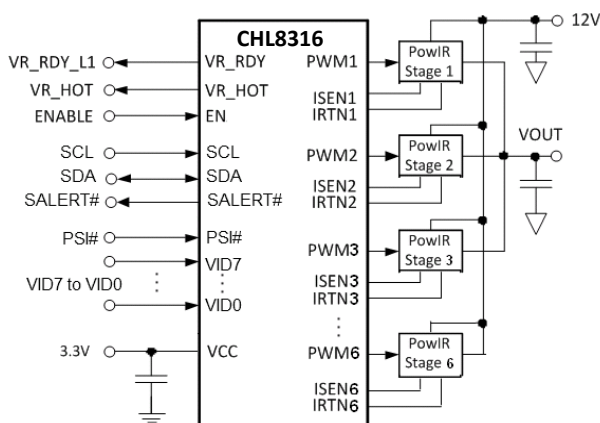 CHL8316
12V
VR_RDY_L1
VR_RDY
PWM1
PowIR
Stage 1
VR_HOT
VR_HOT
ISEN1
ENABLE
EN
IRTN1
VOUT
SCL
SCL
PWM2
PowIR
Stage 2
SDA
SDA
ISEN2
SALERT#
SALERT#
IRTN2
PSI#
PSI#
PWM3
PowIR
Stage 3
VID7
ISEN3
VID7 to VID0
IRTN3
VID0
3.3V
VCC
PWM6
PowIR
Stage 6
ISEN6
IRTN6